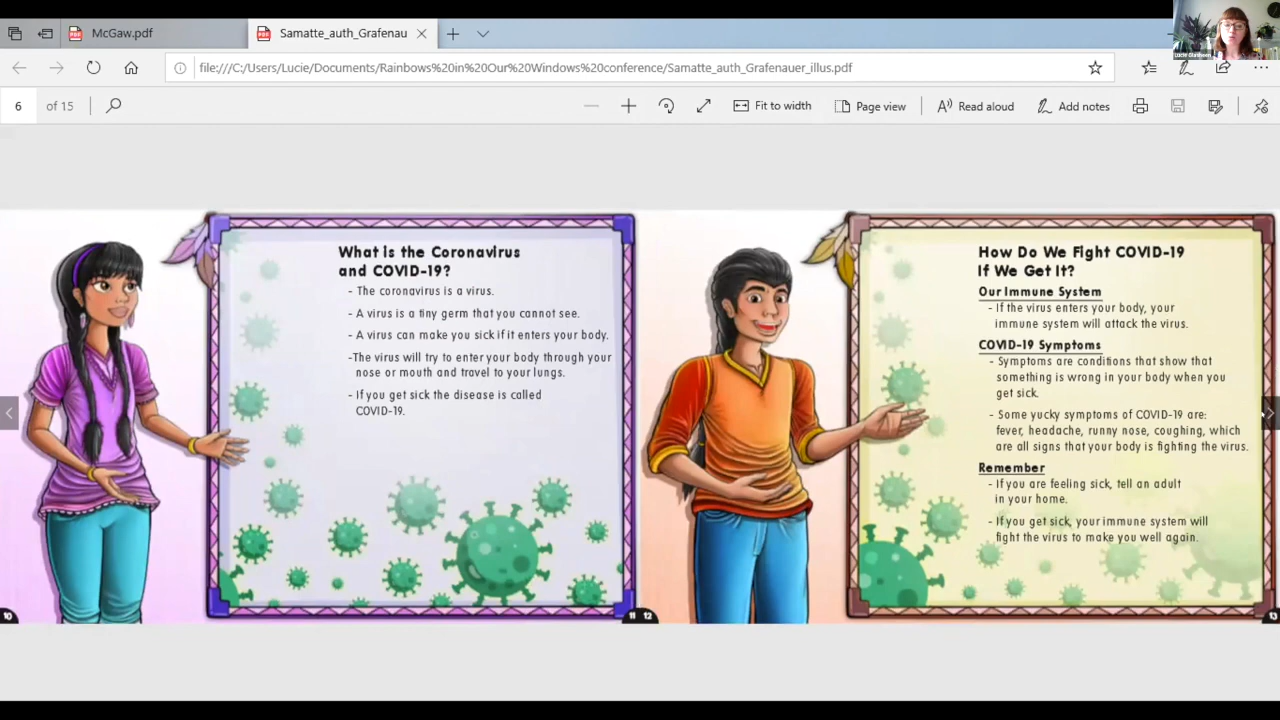 McGaw.pdf
Samatte_auth_Grafenau
file:///C:/Users/Lucie/Documents/Rainbows%20in%20Our%20Windows%20conference/Samatte_auth_Grafenauer_illus.pdf
6 of 15
Fit to width
Page view
Read aloud
Add notes
What is the Coronavirus
and COVID-19?
- The coronavirus is a virus.
- A virus is a tiny germ that you cannot see.
- A virus can make you sick if it enters your body.
-The virus will try to enter your body through your
nose or mouth and travel to your lungs.
- If you get sick the disease is called
COVID-19.
10
11
How Do We Fight COVID-19
If We Get It?
Our Immune System
- If the virus enters your body, your
immune system will attack the virus.
COVID-19 Symptoms
- Symptoms are conditions that show that
something is wrong in your body when you
get sick.
- Some yucky symptoms of COVID-19 are:
fever, headache, runny nose, coughing, which
are all signs that your body is fighting the virus.
Remember
- If you are feeling sick, tell an adult
in your home.
- If you get sick, your immune system will
fight the virus to make you well again.
12
13